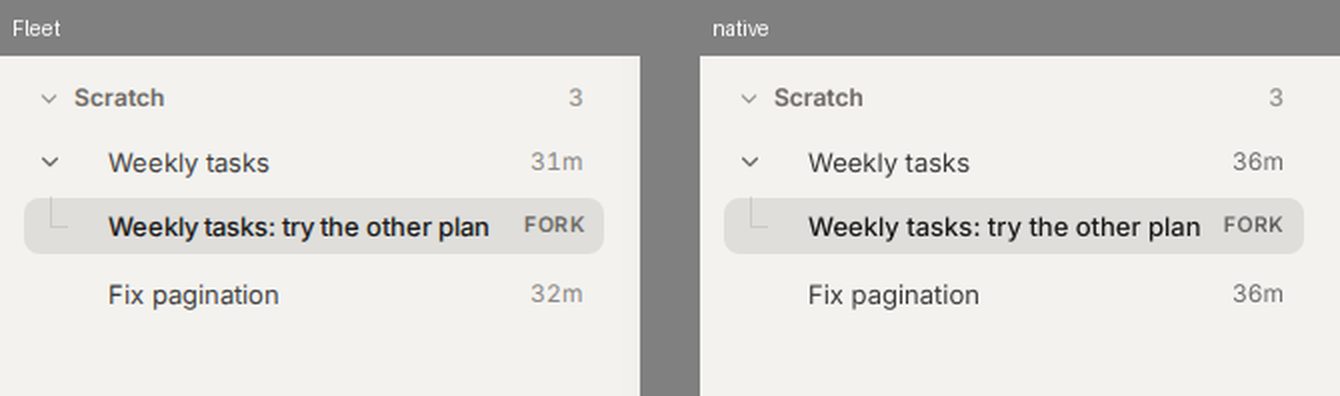 Fleet
Scratch 3
Weekly tasks 31m
Weekly tasks: try the other plan FORK
Fix pagination 32m
native
Scratch 3
Weekly tasks 36m
Weekly tasks: try the other plan FORK
Fix pagination 36m